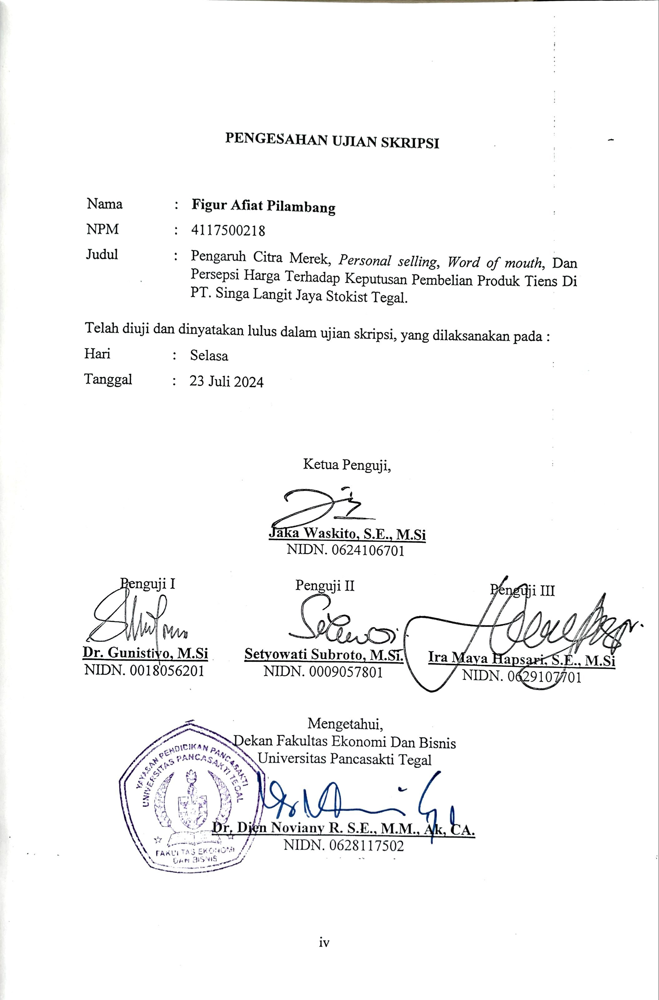 PENGESAHAN UJIAN SKRIPSI
Nama : Figur Afiat Pilambang
NPM : 4117500218
Judul : Pengaruh Citra Merek, Personal selling, Word of mouth, Dan
Persepsi Harga Terhadap Keputusan Pembelian Produk Tiens Di
PT. Singa Langit Jaya Stokist Tegal.
Telah diuji dan dinyatakan lulus dalam ujian skripsi, yang dilaksanakan pada :
Hari : Selasa
Tanggal : 23 Juli 2024
Ketua Penguji,
Jaka Waskito, S.E., M.Si
NIDN. 0624106701
Penguji I
Dr. Gunistiyo, M.Si
NIDN. 0018056201
Penguji II
Setyowati Subroto, M.Si.
NIDN. 0009057801
Penguji III
Ira Maya Hapsari, S.E., M.Si
NIDN. 0629107701
Mengetahui,
Dekan Fakultas Ekonomi Dan Bisnis
Universitas Pancasakti Tegal
YAYASAN PENDIDIKAN PANCASAKTI
UNIVERSITAS PANCASAKTI TEGAL
FAKULTAS EKONOMI
DAN BISNIS
Dr. Dien Noviany R. S.E., M.M., Ak, CA.
NIDN. 0628117502
iv